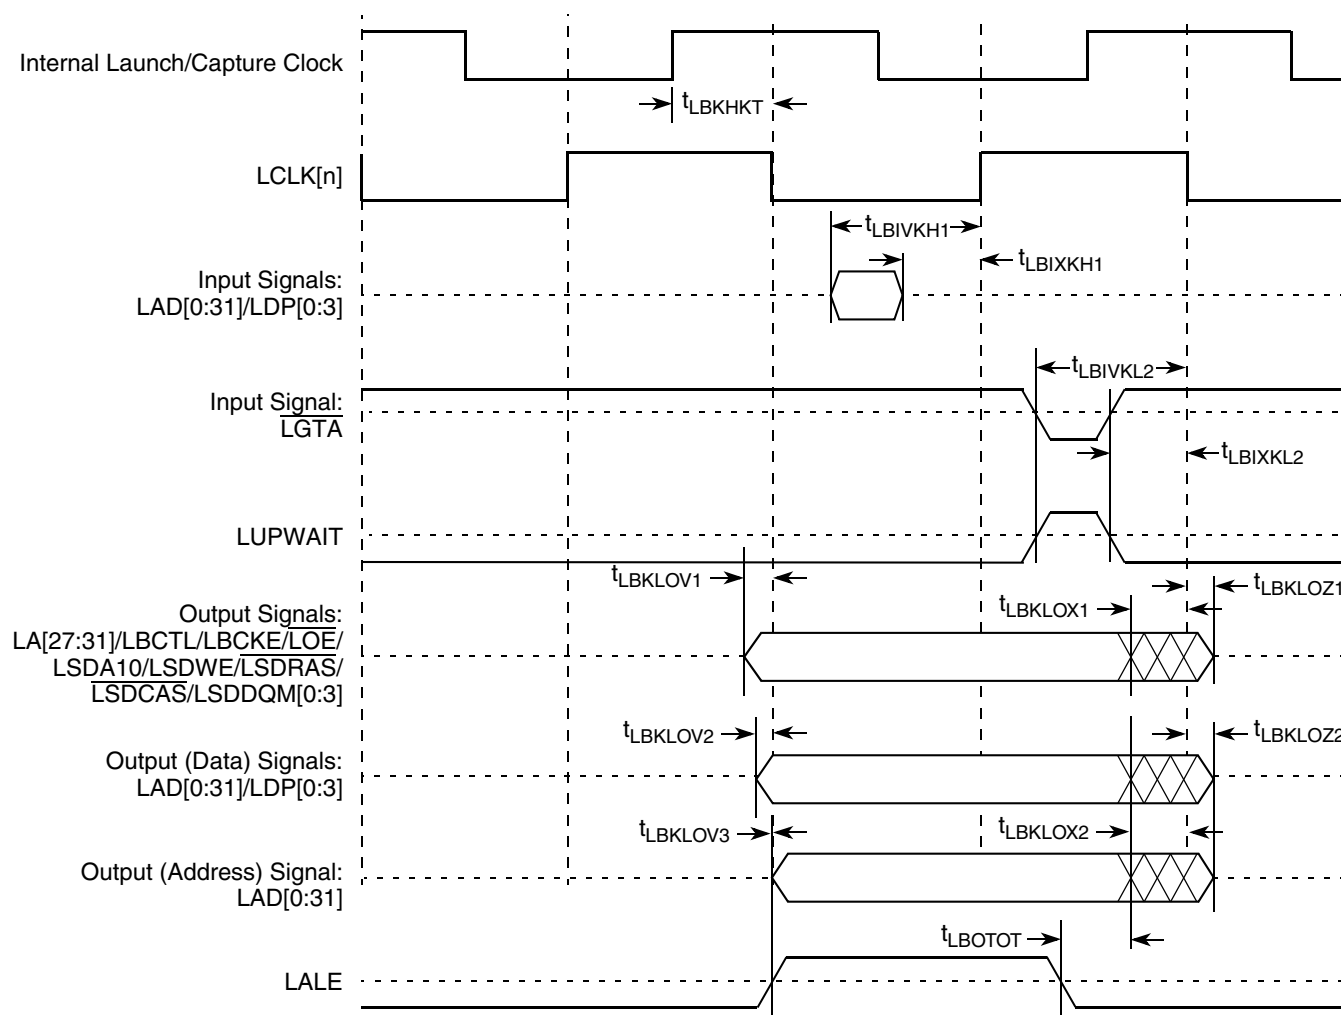 Internal Launch/Capture Clock
tLBKHKT
LCLK[n]
tLBIVKH1
tLBIXKH1
Input Signals:
LAD[0:31]/LDP[0:3]
tLBIVKL2
Input Signal:
LGTA
tLBIXKL2
LUPWAIT
tLBKLOV1
tLBKLOZ1
tLBKLOX1
Output Signals:
LA[27:31]/LBCTL/LBCKE/LOE/
LSDA10/LSDWE/LSDRAS/
LSDCAS/LSDDQM[0:3]
tLBKLOV2
tLBKLOZ2
Output (Data) Signals:
LAD[0:31]/LDP[0:3]
tLBKLOV3
tLBKLOX2
Output (Address) Signal:
LAD[0:31]
tLBOTOT
LALE